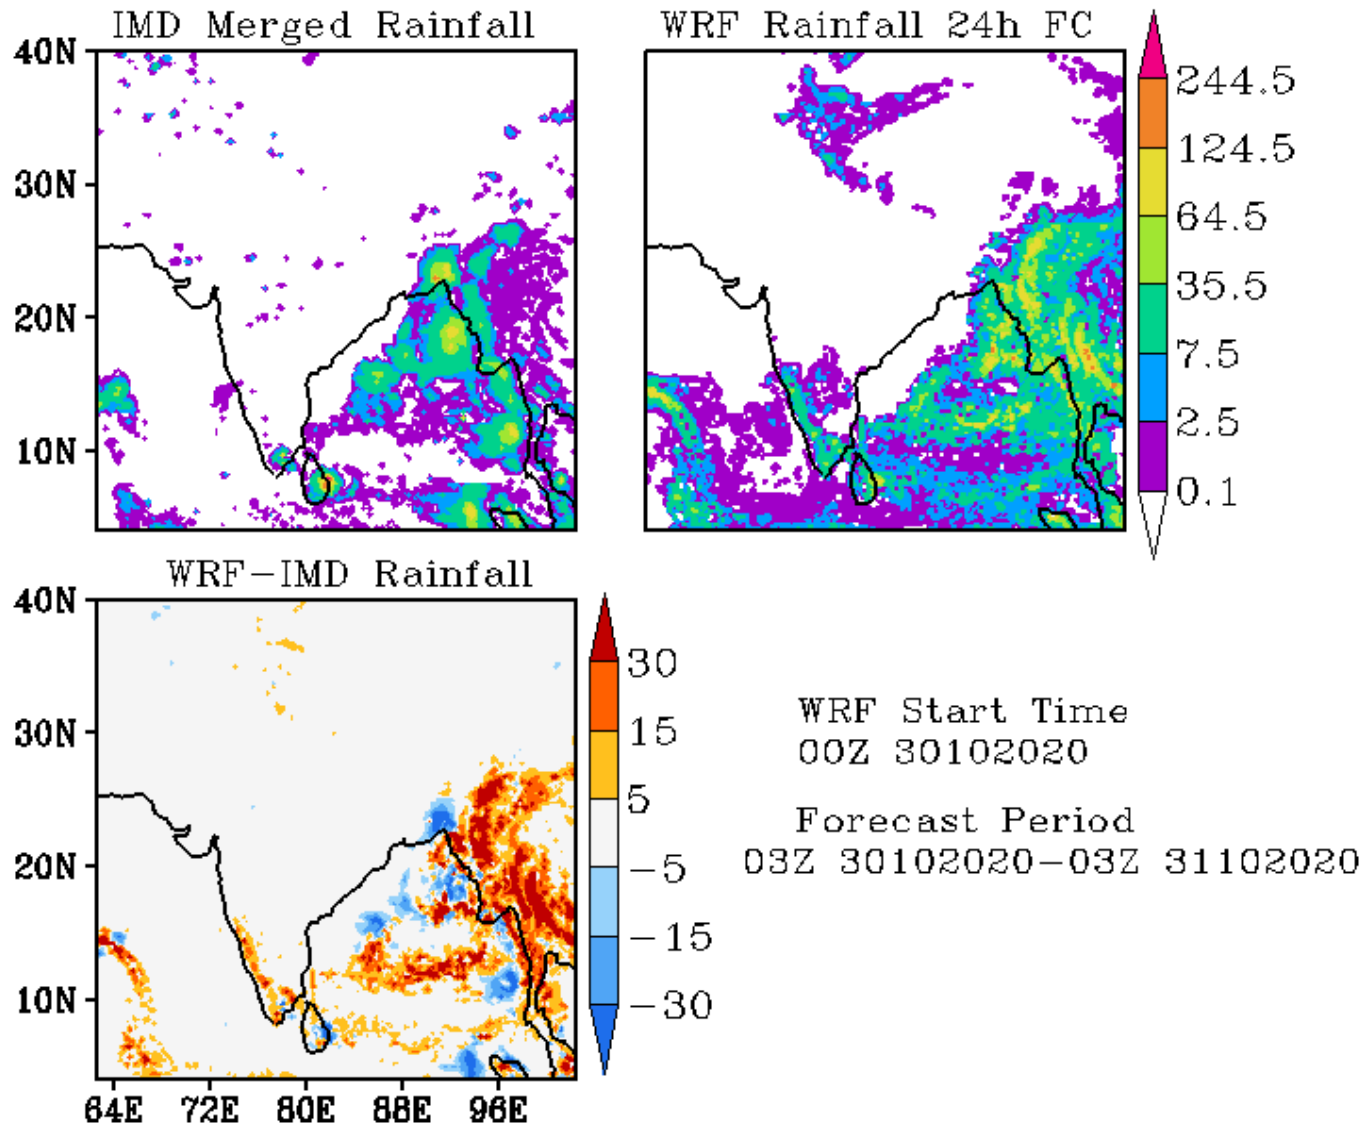 IMD Merged Rainfall
WRF Rainfall 24h FC
40N
30N
20N
10N
244.5
124.5
64.5
35.5
7.5
2.5
0.1
WRF-IMD Rainfall
40N
30N
20N
10N
64E 72E 80E 88E 96E
30
15
5
-5
-15
-30
WRF Start Time
00Z 30102020
Forecast Period
03Z 30102020-03Z 31102020